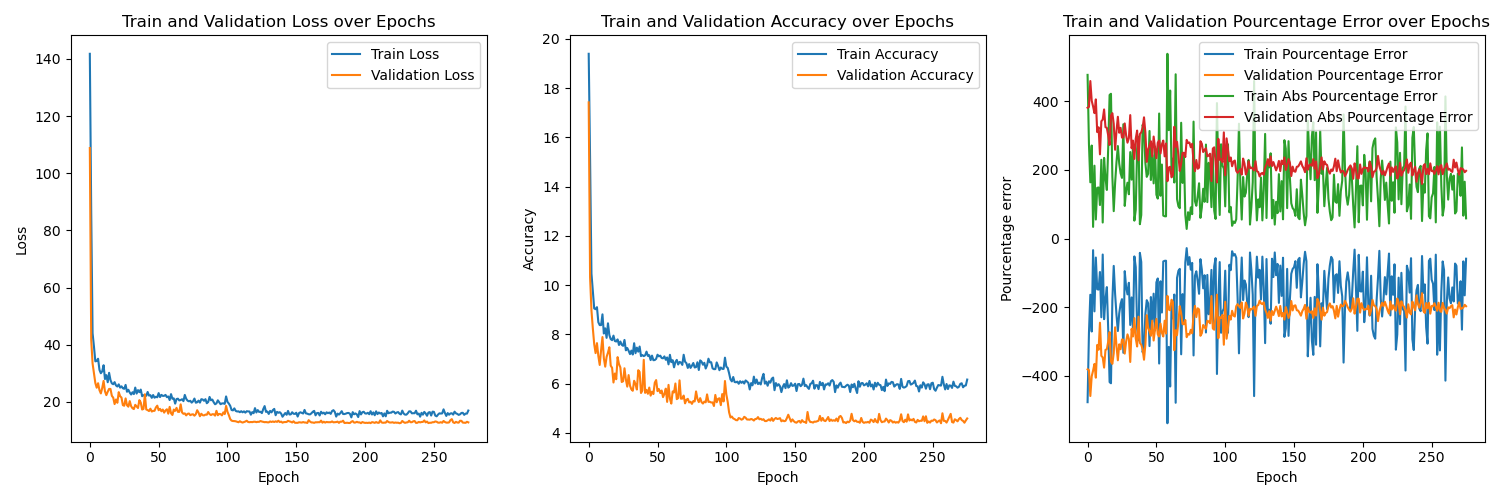 Train and Validation Loss over Epochs
Loss
140
120
100
80
60
40
20
0
50
100
150
200
250
Epoch
Train Loss
Validation Loss
Train and Validation Accuracy over Epochs
Accuracy
20
18
16
14
12
10
8
6
4
0
50
100
150
200
250
Epoch
Train Accuracy
Validation Accuracy
Train and Validation Pourcentage Error over Epochs
Pourcentage error
400
200
0
−200
−400
0
50
100
150
200
250
Epoch
Train Pourcentage Error
Validation Pourcentage Error
Train Abs Pourcentage Error
Validation Abs Pourcentage Error